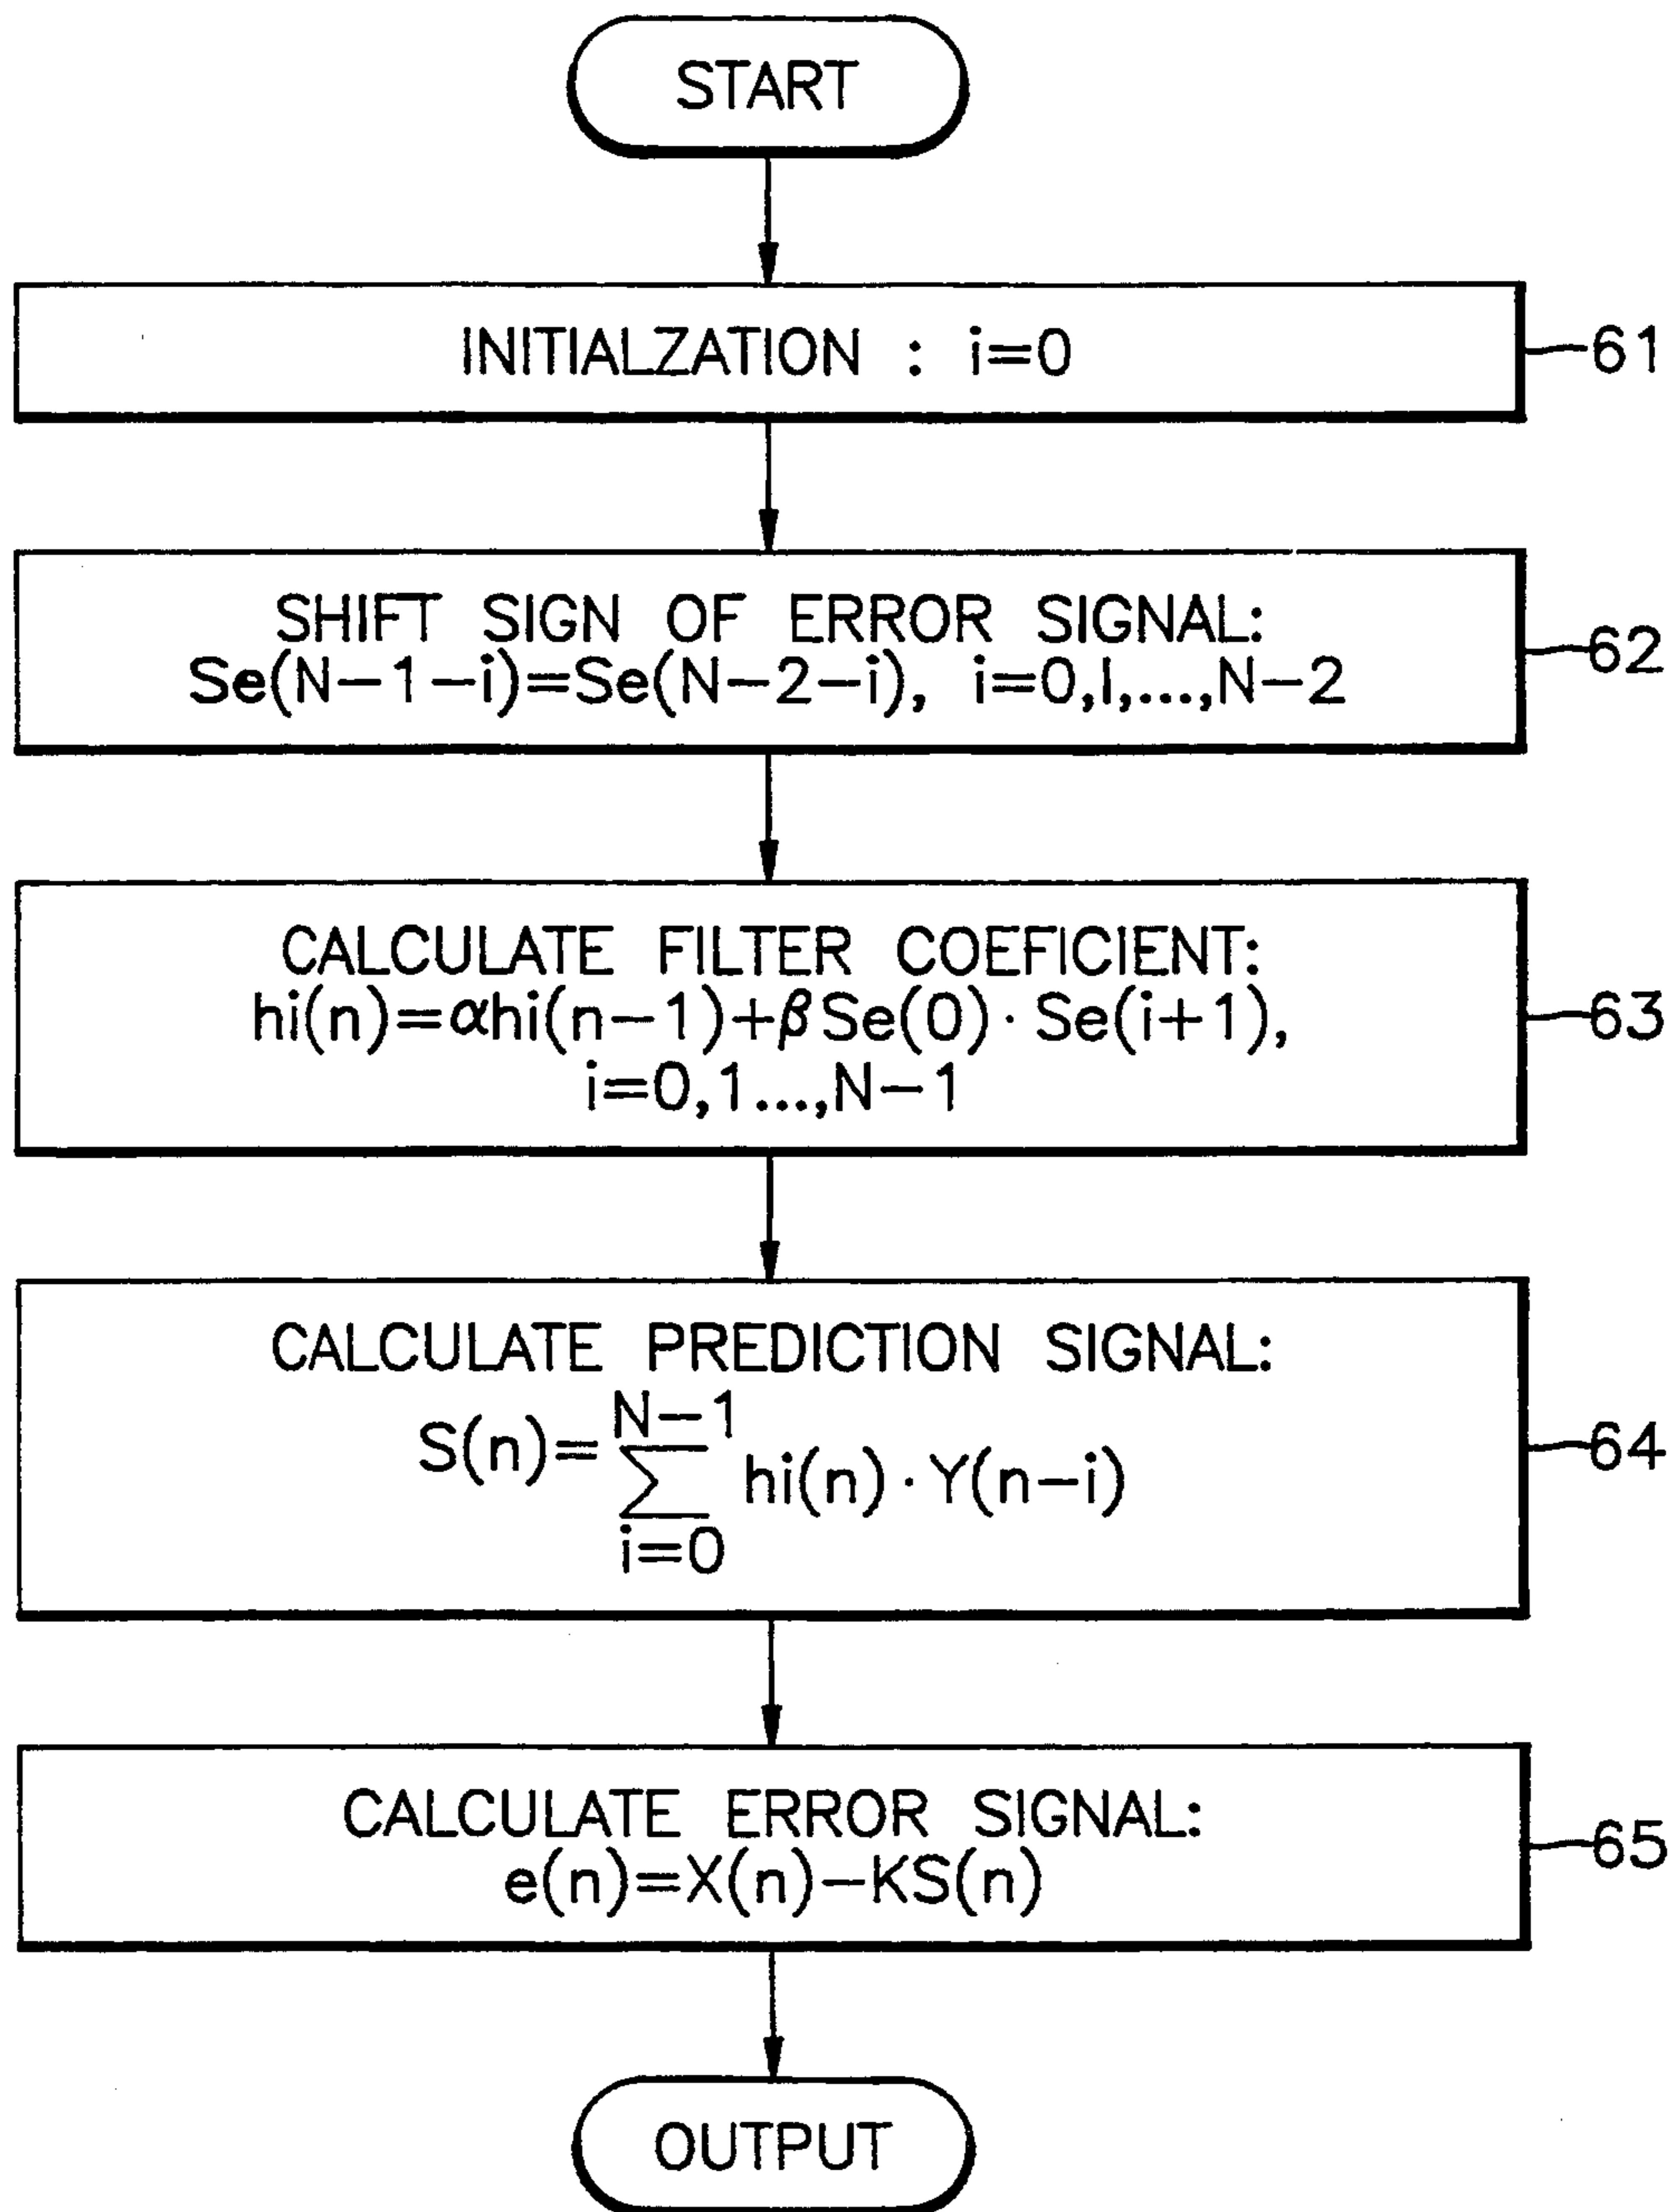 START
INITIALZATION : i=0
61
SHIFT SIGN OF ERROR SIGNAL:
Se(N-1-i)=Se(N-2-i), i=0,1,...,N-2
62
CALCULATE FILTER COEFICIENT:
hi(n)=αhi(n-1)+βSe(0)·Se(i+1),
i=0,1...,N-1
63
CALCULATE PREDICTION SIGNAL:
N-1
S(n)=∑ hi(n)·Y(n-i)
i=0
64
CALCULATE ERROR SIGNAL:
e(n)=X(n)-KS(n)
65
OUTPUT